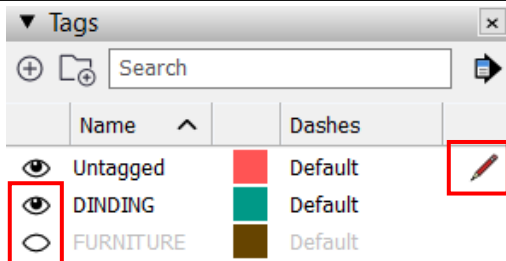 Tags
Search
Name Dashes
Untagged Default
DINDING Default
FURNITURE Default